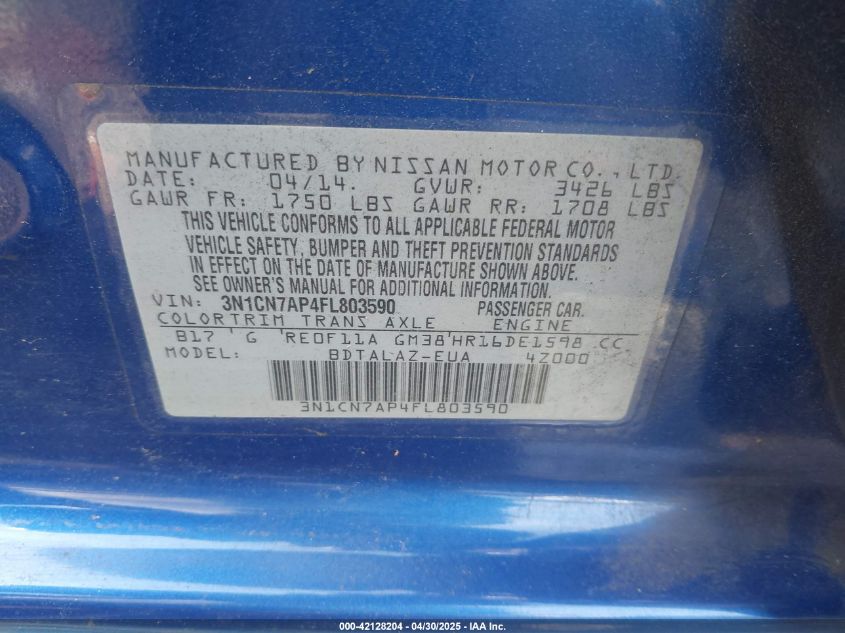 MANUFACTURED BY NISSAN MOTOR CO., LTD.
DATE: 04/14. GVWR: 3426 LBS
GAWR FR: 1750 LBS GAWR RR: 1708 LBS
THIS VEHICLE CONFORMS TO ALL APPLICABLE FEDERAL MOTOR
VEHICLE SAFETY, BUMPER AND THEFT PREVENTION STANDARDS
IN EFFECT ON THE DATE OF MANUFACTURE SHOWN ABOVE.
SEE OWNER'S MANUAL FOR ADDITIONAL INFORMATION.
VIN: 3N1CN7AP4FL803590 PASSENGER CAR.
COLOR TRIM TRANS AXLE ENGINE
B17 'G 'RE0F11A GM38'HR16DE1598 CC
MODEL: BDTALAZ-EUA 4Z000
3N1CN7AP4FL803590
000-42128204 - 04/30/2025 - IAA Inc.